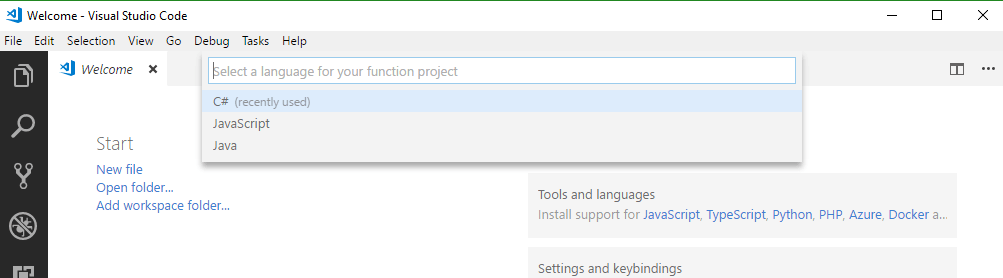 Welcome - Visual Studio Code
File Edit Selection View Go Debug Tasks Help
Welcome
Select a language for your function project
C# (recently used)
JavaScript
Java
Start
New file
Open folder...
Add workspace folder...
Tools and languages
Install support for JavaScript, TypeScript, Python, PHP, Azure, Docker a...
Settings and keybindings